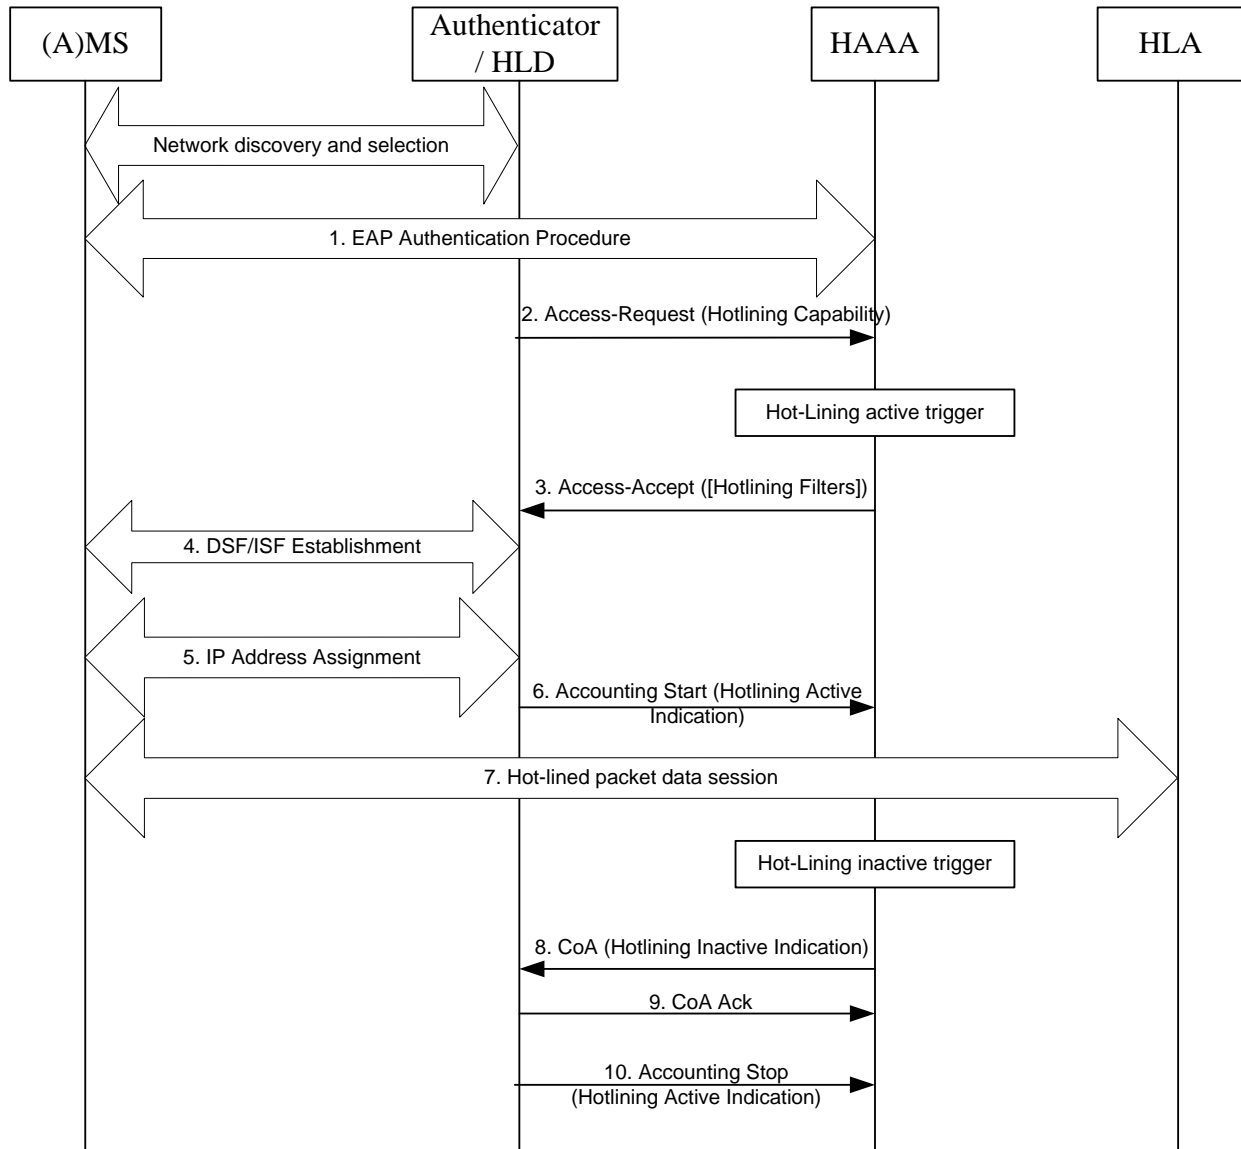 (A)MS
Authenticator
/ HLD
HAAA
HLA
Network discovery and selection
1. EAP Authentication Procedure
2. Access-Request (Hotlining Capability)
Hot-Lining active trigger
3. Access-Accept ([Hotlining Filters])
4. DSF/ISF Establishment
5. IP Address Assignment
6. Accounting Start (Hotlining Active
Indication)
7. Hot-lined packet data session
Hot-Lining inactive trigger
8. CoA (Hotlining Inactive Indication)
9. CoA Ack
10. Accounting Stop
(Hotlining Active Indication)